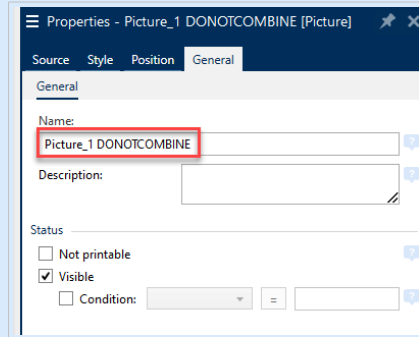 Properties - Picture_1 DONOTCOMBINE [Picture]
Source Style Position General
General
Name:
Picture_1 DONOTCOMBINE
Description:
Status
Not printable
Visible
Condition: =